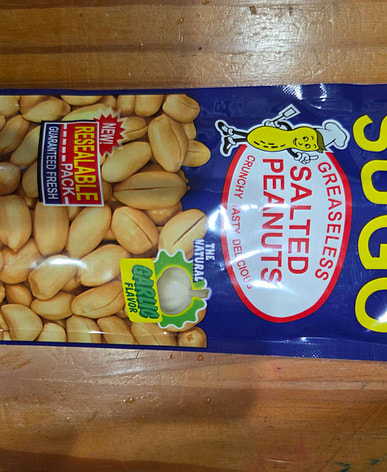 SUGO
GREASELESS
SALTED
PEANUTS
CRUNCHY TASTY DELICIOUS
THE
NATURAL
GARLIC
FLAVOR
NEW!
RESEALABLE
PACK
GUARANTEED FRESH